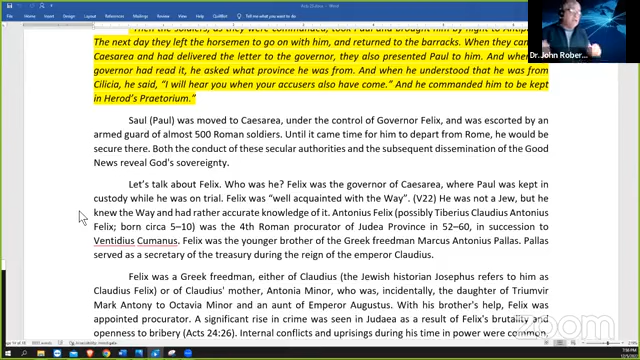 File Home Insert Draw Design Layout References Mailings Review View Help QuillBot Tell me what you want to do
"Then the soldiers, as they were commanded, took Paul and brought him by night to
The next day they left the horsemen to go on with him, and returned to the barracks. When they
Caesarea and had delivered the letter to the governor, they also presented Paul to him. And
governor had read it, he asked what province he was from. And when he understood that he was from
Cilicia, he said, "I will hear you when your accusers also have come." And he commanded him to be kept
in Herod's Praetorium."
Saul (Paul) was moved to Caesarea, under the control of Governor Felix, and was escorted by an
armed guard of almost 500 Roman soldiers. Until it came time for him to depart from Rome, he would be
secure there. Both the conduct of these secular authorities and the subsequent dissemination of the Good
News reveal God's sovereignty.
Let's talk about Felix. Who was he? Felix was the governor of Caesarea, where Paul was kept in
custody while he was on trial. Felix was "well acquainted with the Way". (V22) He was not a Jew, but he
knew the Way and had rather accurate knowledge of it. Antonius Felix (possibly Tiberius Claudius Antonius
Felix; born circa 5–10) was the 4th Roman procurator of Judea Province in 52–60, in succession to
Ventidius Cumanus. Felix was the younger brother of the Greek freedman Marcus Antonius Pallas. Pallas
served as a secretary of the treasury during the reign of the emperor Claudius.
Felix was a Greek freedman, either of Claudius (the Jewish historian Josephus refers to him as
Claudius Felix) or of Claudius' mother, Antonia Minor, who was, incidentally, the daughter of Triumvir
Mark Antony to Octavia Minor and an aunt of Emperor Augustus. With his brother's help, Felix was
appointed procurator. A significant rise in crime was seen in Judaea as a result of Felix's brutality and
openness to bribery (Acts 24:26). Internal conflicts and uprisings during his time in power were common,
Dr. John Rober...
zoom